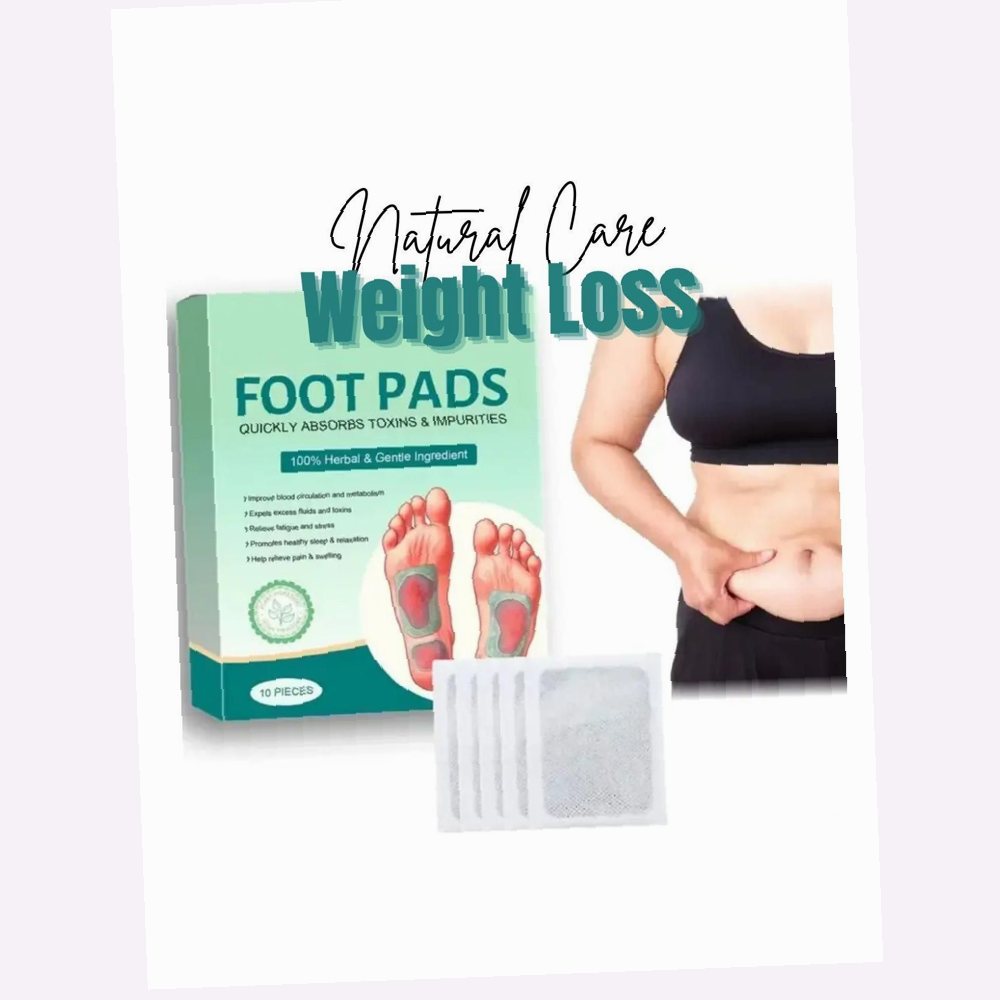 Natural Care
Weight Loss
FOOT PADS
QUICKLY ABSORBS TOXINS & IMPURITIES
100% Herbal & Gentle Ingredient
Improve blood circulation and metabolism
Expels excess fluids and toxins
Relieve fatigue and stress
Promotes healthy sleep & relaxation
Help relieve pain & swelling
10 PIECES